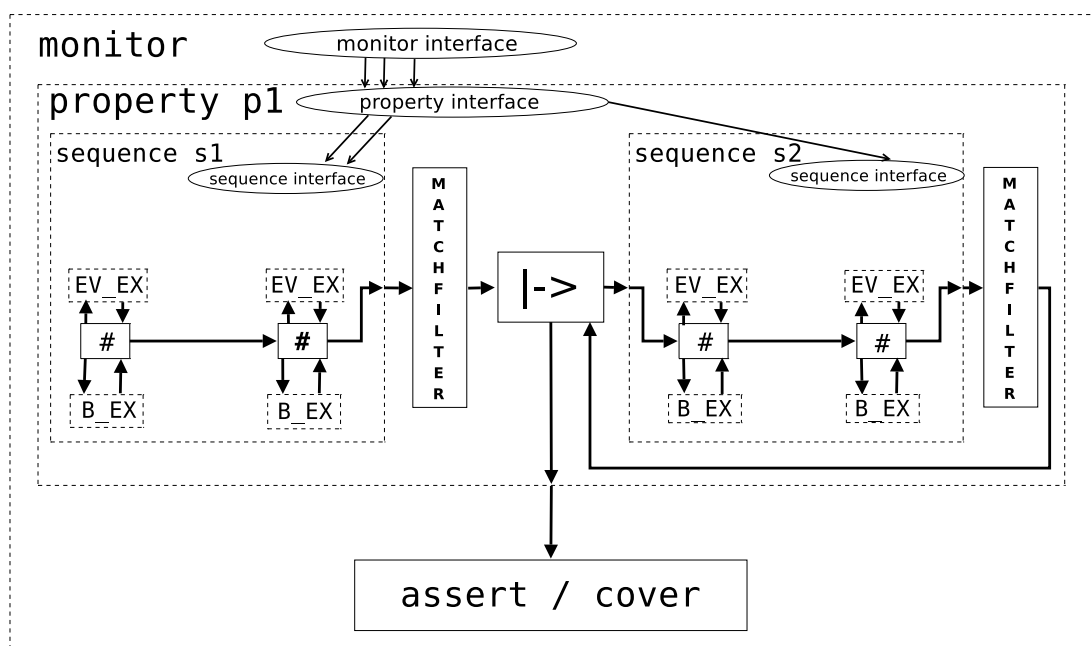 monitor
monitor interface
property p1
property interface
sequence s1
sequence interface
sequence s2
sequence interface
MATCHFILTER
MATCHFILTER
EV_EX
EV_EX
|->
EV_EX
EV_EX
#
#
#
#
B_EX
B_EX
B_EX
B_EX
assert / cover